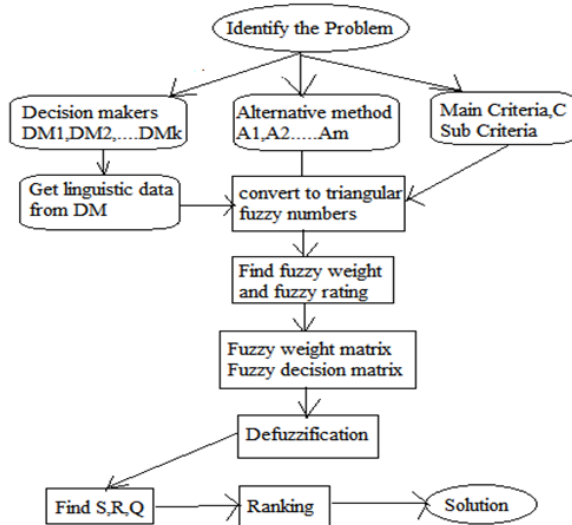 Identify the Problem
Decision makers
DM1,DM2,....DMk
Alternative method
A1,A2.....Am
Main Criteria,C
Sub Criteria
Get linguistic data
from DM
convert to triangular
fuzzy numbers
Find fuzzy weight
and fuzzy rating
Fuzzy weight matrix
Fuzzy decision matrix
Defuzzification
Find S,R,Q
Ranking
Solution